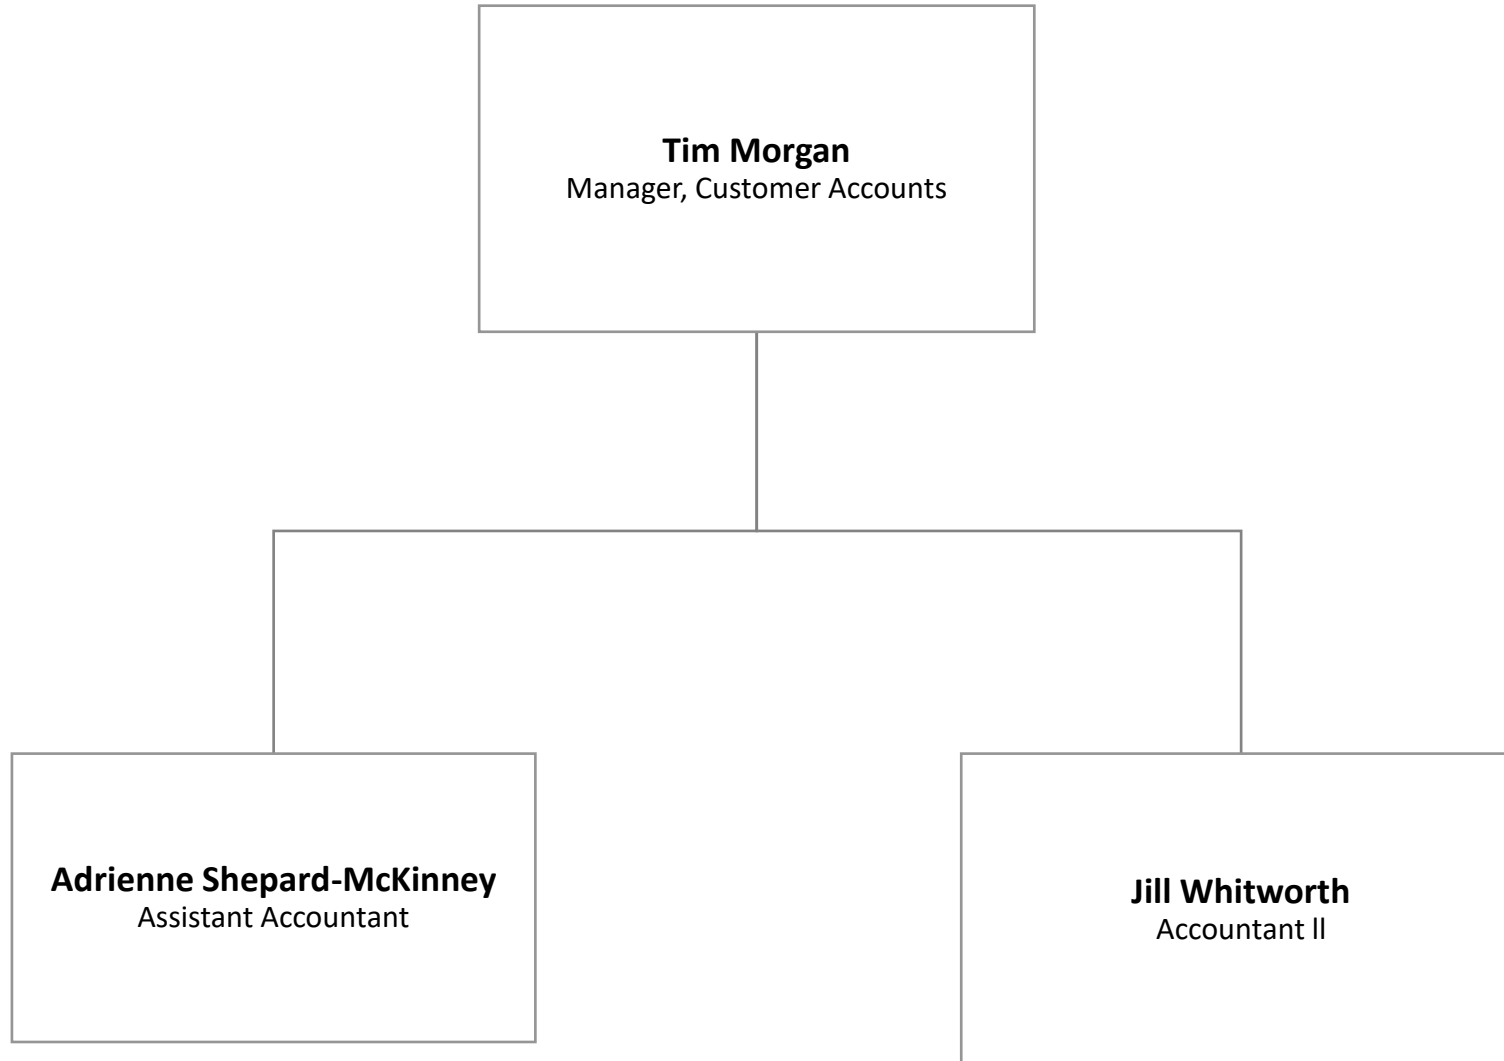 Tim Morgan
Manager, Customer Accounts
Adrienne Shepard-McKinney
Assistant Accountant
Jill Whitworth
Accountant ll